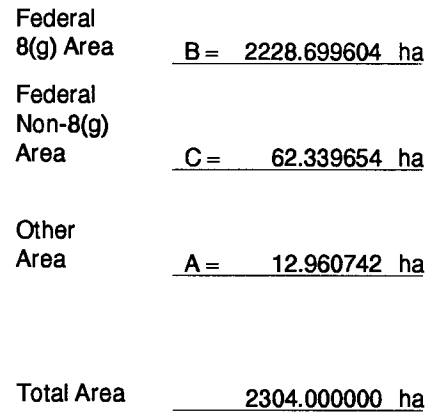 Federal
8(g) Area B = 2228.699604 ha
Federal
Non-8(g)
Area C = 62.339654 ha
Other
Area A = 12.960742 ha
Total Area 2304.000000 ha